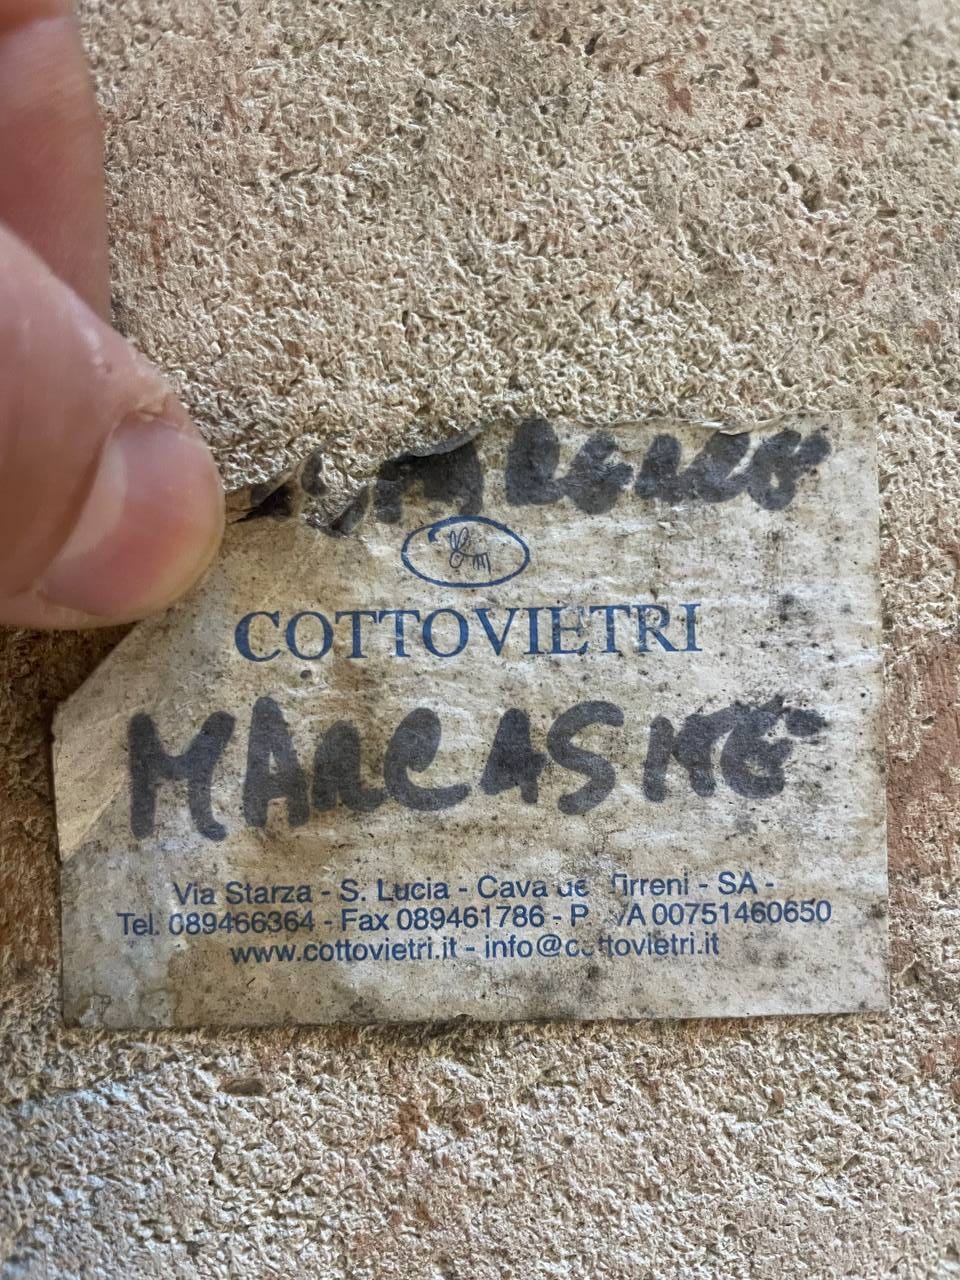 COTTOVIETRI
MARCASITE
Via Starza - S. Lucia - Cava de' Tirreni - SA -
Tel. 089466364 - Fax 089461786 - P. IVA 00751460650
www.cottovietri.it - info@cottovietri.it